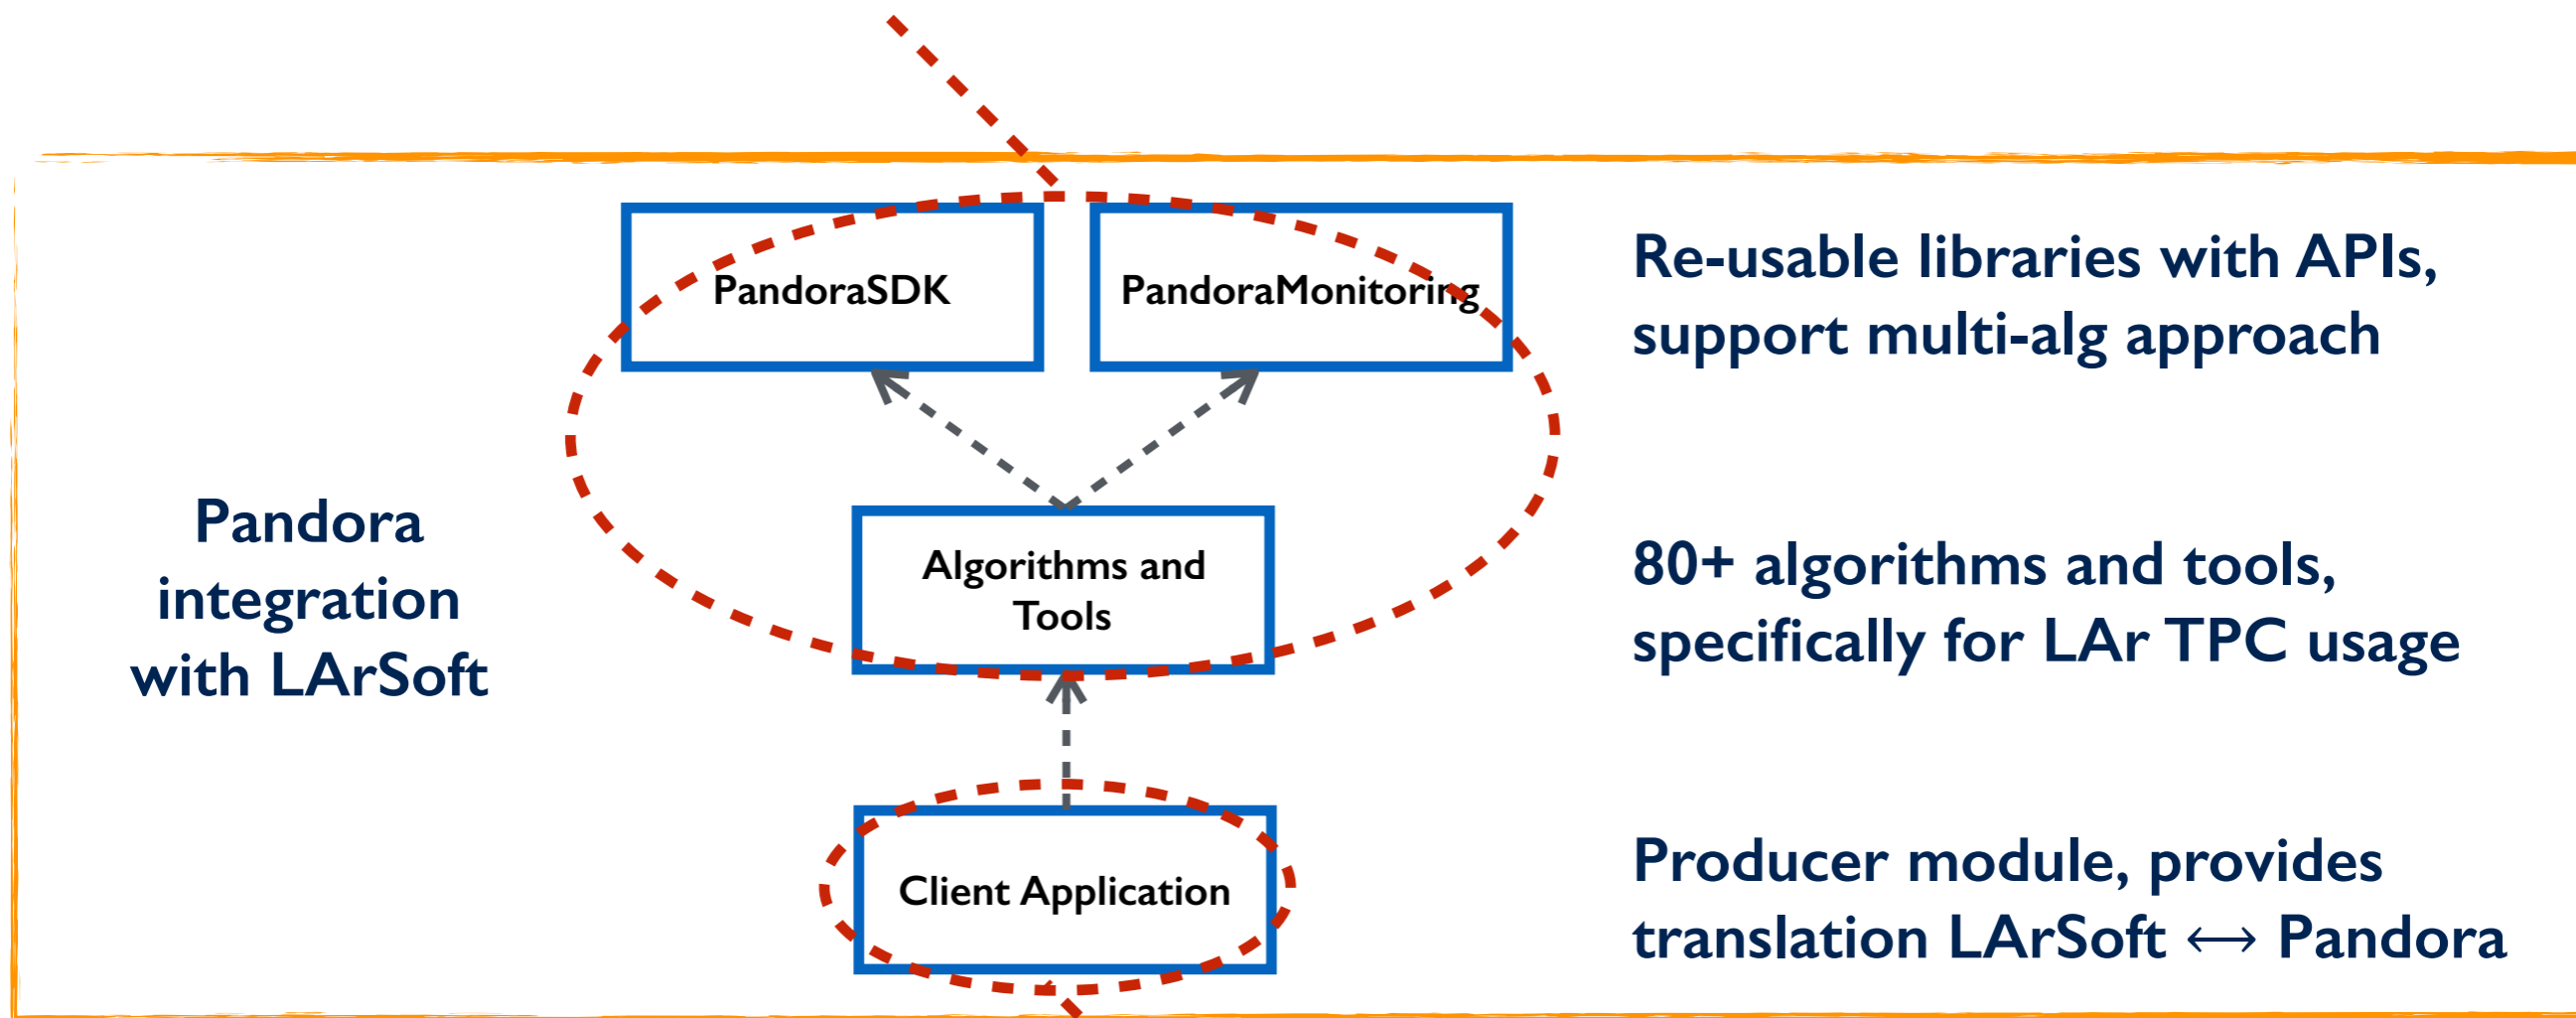 PandoraSDK
PandoraMonitoring
Re-usable libraries with APIs,
support multi-alg approach
Pandora
integration
with LArSoft
Algorithms and
Tools
80+ algorithms and tools,
specifically for LAr TPC usage
Client Application
Producer module, provides
translation LArSoft ⟷ Pandora